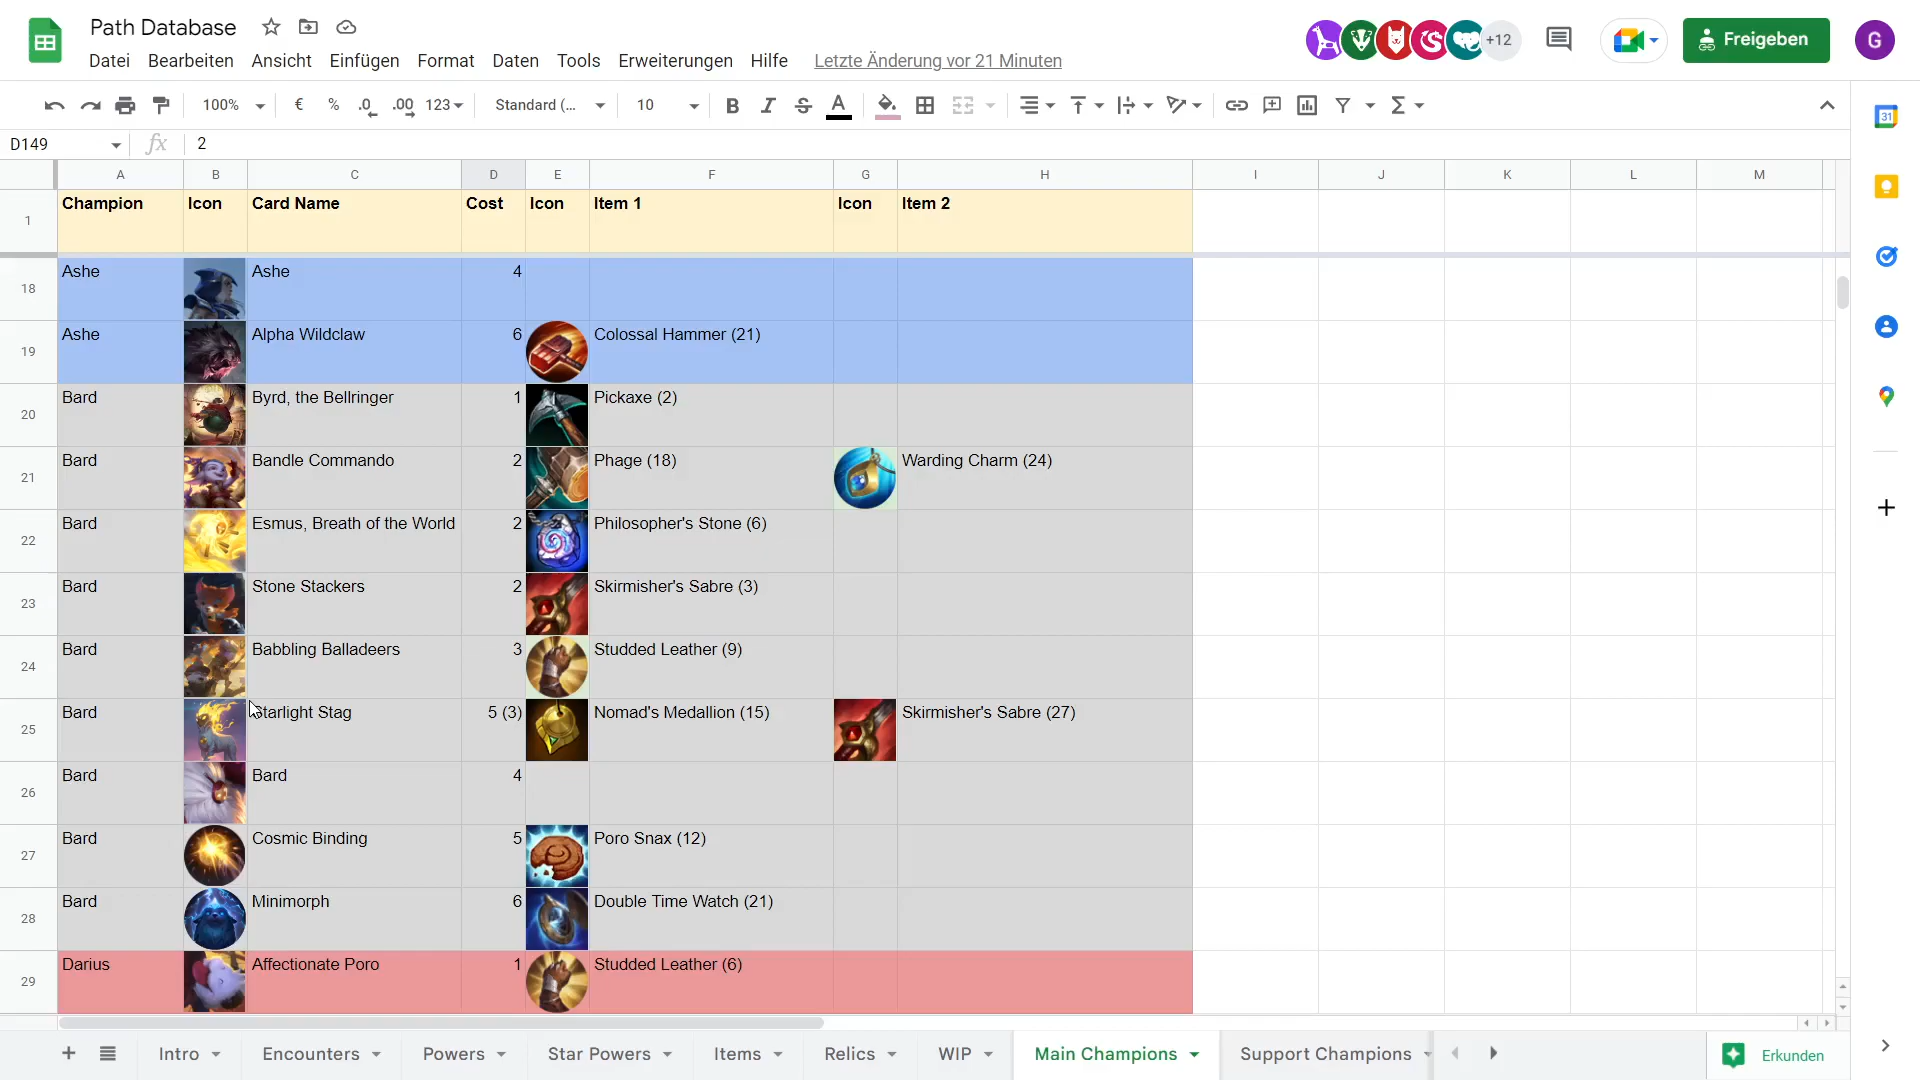 Path Database
+12
Freigeben
G
Datei Bearbeiten Ansicht Einfügen Format Daten Tools Erweiterungen Hilfe Letzte Änderung vor 21 Minuten
100% € % .0 .00 123 Standard (... 10 B I S A Σ
31
D149 fx 2
A B C D E F G H I J K L M
1 Champion Icon Card Name Cost Icon Item 1 Icon Item 2
18 Ashe Ashe 4
19 Ashe Alpha Wildclaw 6 Colossal Hammer (21)
20 Bard Byrd, the Bellringer 1 Pickaxe (2)
21 Bard Bandle Commando 2 Phage (18) Warding Charm (24)
22 Bard Esmus, Breath of the World 2 Philosopher's Stone (6)
23 Bard Stone Stackers 2 Skirmisher's Sabre (3)
24 Bard Babbling Balladeers 3 Studded Leather (9)
25 Bard Starlight Stag 5 (3) Nomad's Medallion (15) Skirmisher's Sabre (27)
26 Bard Bard 4
27 Bard Cosmic Binding 5 Poro Snax (12)
28 Bard Minimorph 6 Double Time Watch (21)
29 Darius Affectionate Poro 1 Studded Leather (6)
Intro Encounters Powers Star Powers Items Relics WIP Main Champions Support Champions Erkunden